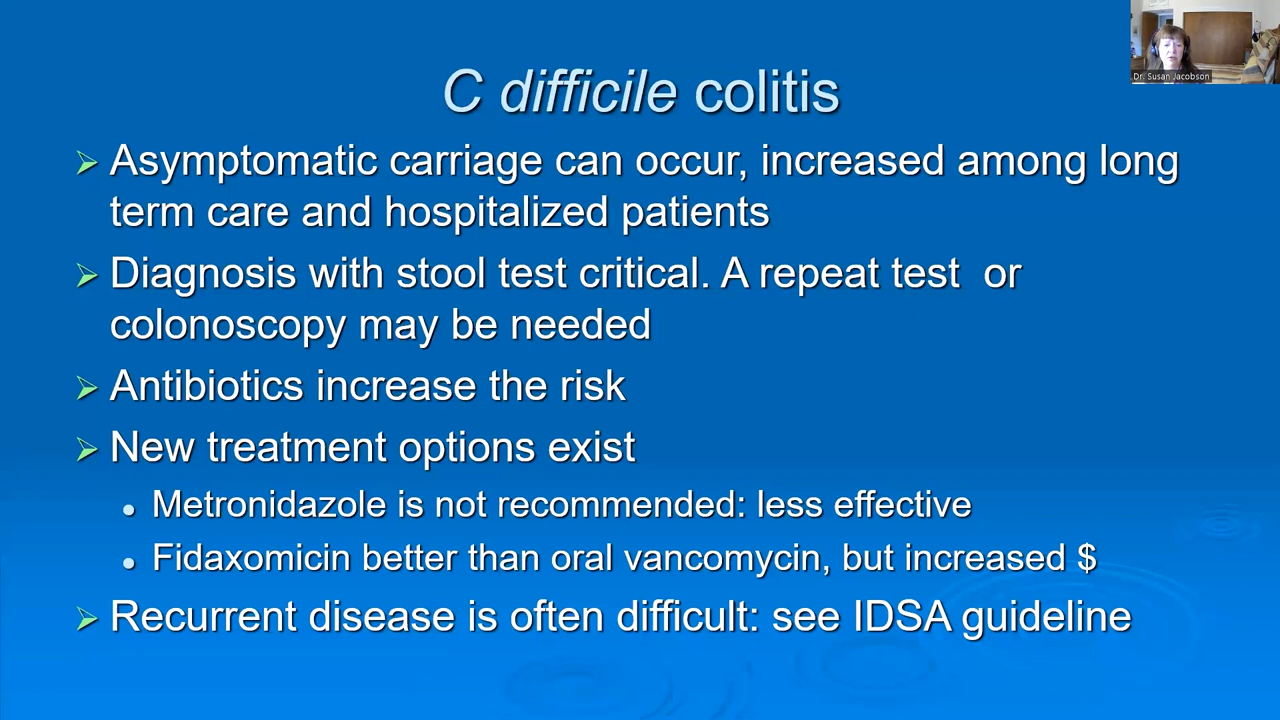 Dr. Susan Jacobson
C difficile colitis
Asymptomatic carriage can occur, increased among long
term care and hospitalized patients
Diagnosis with stool test critical. A repeat test  or
colonoscopy may be needed
Antibiotics increase the risk
New treatment options exist
Metronidazole is not recommended: less effective
Fidaxomicin better than oral vancomycin, but increased $
Recurrent disease is often difficult: see IDSA guideline